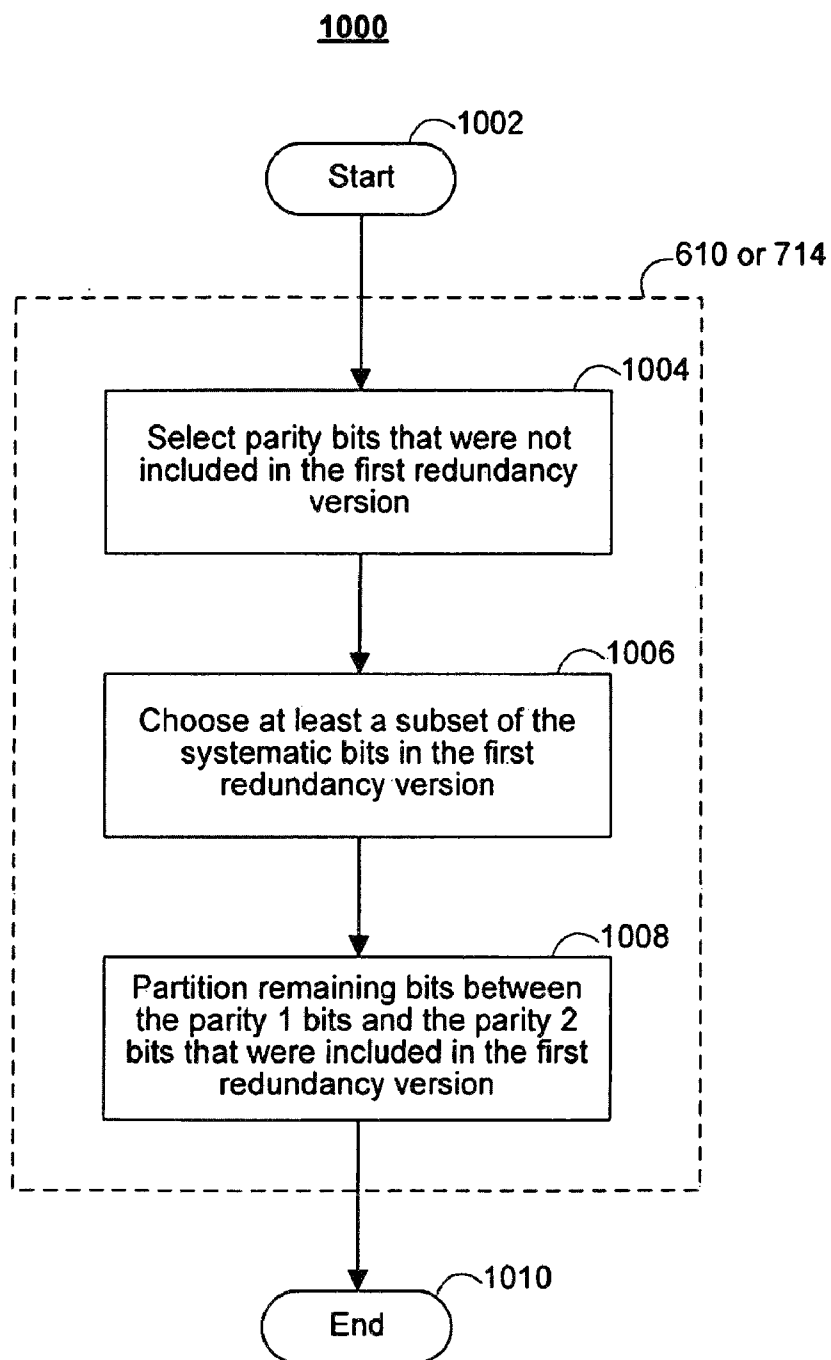 1000
1002
Start
610 or 714
1004
Select parity bits that were not
included in the first redundancy
version
1006
Choose at least a subset of the
systematic bits in the first
redundancy version
1008
Partition remaining bits between
the parity 1 bits and the parity 2
bits that were included in the first
redundancy version
1010
End